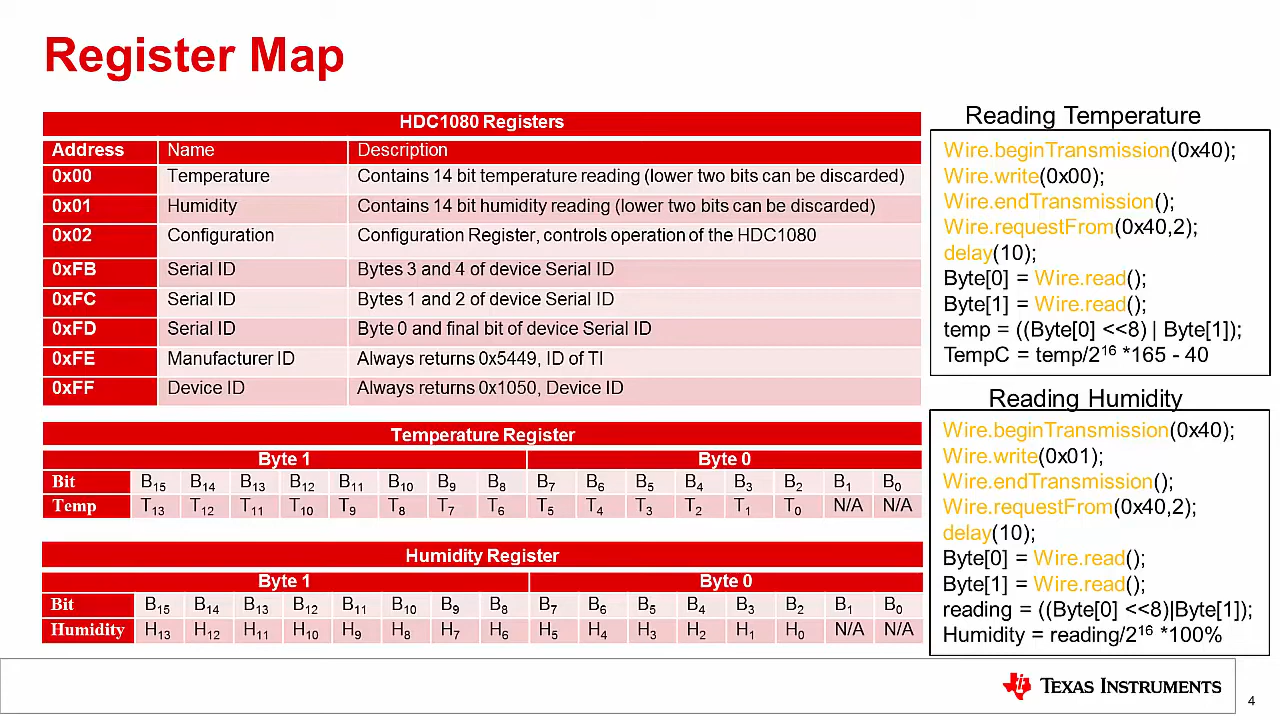 Register Map
HDC1080 Registers
Address Name Description
0x00 Temperature Contains 14 bit temperature reading (lower two bits can be discarded)
0x01 Humidity Contains 14 bit humidity reading (lower two bits can be discarded)
0x02 Configuration Configuration Register, controls operation of the HDC1080
0xFB Serial ID Bytes 3 and 4 of device Serial ID
0xFC Serial ID Bytes 1 and 2 of device Serial ID
0xFD Serial ID Byte 0 and final bit of device Serial ID
0xFE Manufacturer ID Always returns 0x5449, ID of TI
0xFF Device ID Always returns 0x1050, Device ID
Temperature Register
Byte 1 Byte 0
Bit B15 B14 B13 B12 B11 B10 B9 B8 B7 B6 B5 B4 B3 B2 B1 B0
Temp T13 T12 T11 T10 T9 T8 T7 T6 T5 T4 T3 T2 T1 T0 N/A N/A
Humidity Register
Byte 1 Byte 0
Bit B15 B14 B13 B12 B11 B10 B9 B8 B7 B6 B5 B4 B3 B2 B1 B0
Humidity H13 H12 H11 H10 H9 H8 H7 H6 H5 H4 H3 H2 H1 H0 N/A N/A
Reading Temperature
Wire.beginTransmission(0x40);
Wire.write(0x00);
Wire.endTransmission();
Wire.requestFrom(0x40,2);
delay(10);
Byte[0] = Wire.read();
Byte[1] = Wire.read();
temp = ((Byte[0] <<8) | Byte[1]);
TempC = temp/2¹⁶ *165 - 40
Reading Humidity
Wire.beginTransmission(0x40);
Wire.write(0x01);
Wire.endTransmission();
Wire.requestFrom(0x40,2);
delay(10);
Byte[0] = Wire.read();
Byte[1] = Wire.read();
reading = ((Byte[0] <<8)|Byte[1]);
Humidity = reading/2¹⁶ *100%
TEXAS INSTRUMENTS
4